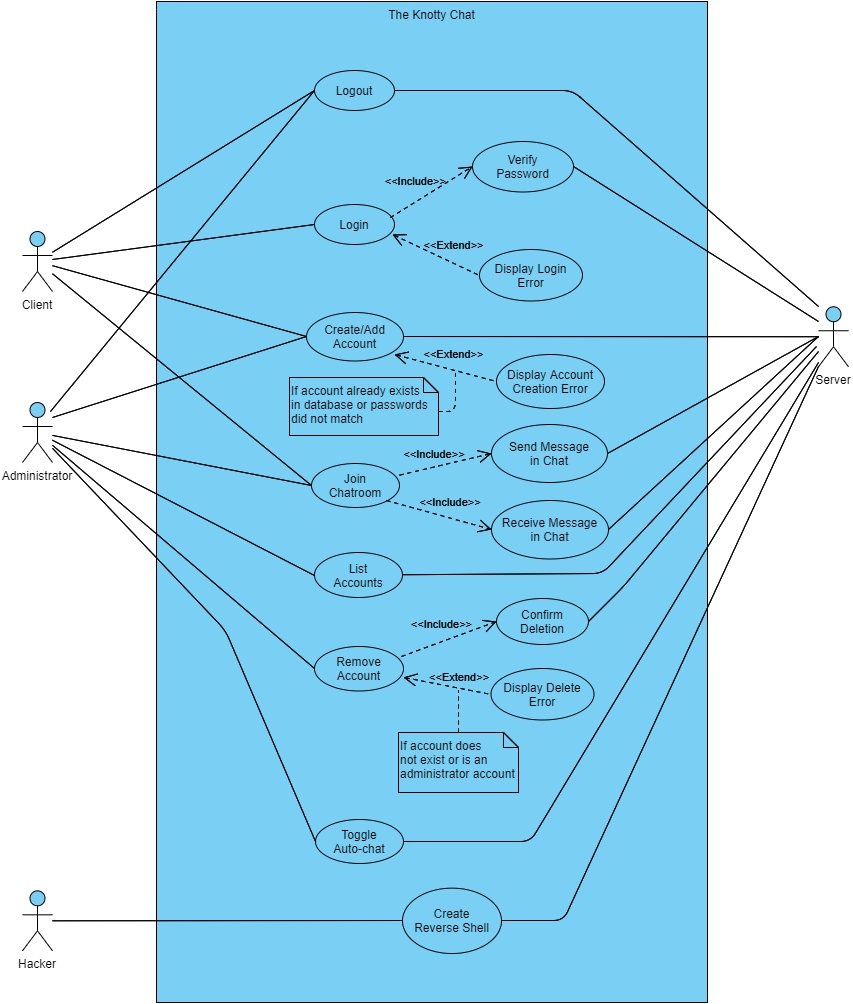 The Knotty Chat
Logout
Verify
Password
<<Include>>
Login
<<Extend>>
Display Login
Error
Client
Create/Add
Account
<<Extend>>
Display Account
Creation Error
Server
If account already exists
in database or passwords
did not match
Administrator
Send Message
in Chat
<<Include>>
Join
Chatroom
<<Include>>
Receive Message
in Chat
List
Accounts
Confirm
Deletion
<<Include>>
Remove
Account
<<Extend>>
Display Delete
Error
If account does
not exist or is an
administrator account
Toggle
Auto-chat
Create
Reverse Shell
Hacker